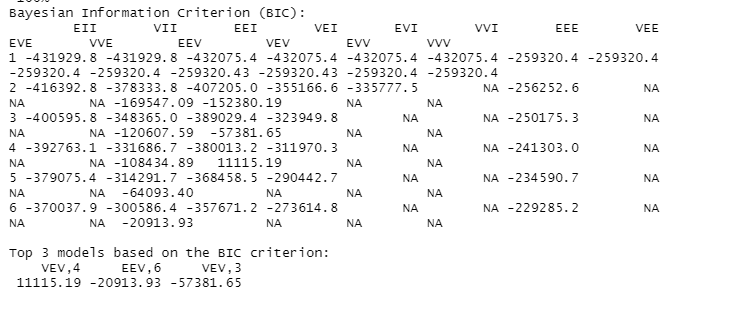 100%
Bayesian Information Criterion (BIC):
EII VII EEI VEI EVI VVI EEE VEE
EVE VVE EEV VEV EVV VVV
1 -431929.8 -431929.8 -432075.4 -432075.4 -432075.4 -432075.4 -259320.4 -259320.4
-259320.4 -259320.4 -259320.43 -259320.43 -259320.4 -259320.4
2 -416392.8 -378333.8 -407205.0 -355166.6 -335777.5 NA -256252.6 NA
NA NA -169547.09 -152380.19 NA NA
3 -400595.8 -348365.0 -389029.4 -323949.8 NA NA -250175.3 NA
NA NA -120607.59 -57381.65 NA NA
4 -392763.1 -331686.7 -380013.2 -311970.3 NA NA -241303.0 NA
NA NA -108434.89 11115.19 NA NA
5 -379075.4 -314291.7 -368458.5 -290442.7 NA NA -234590.7 NA
NA NA -64093.40 NA NA NA
6 -370037.9 -300586.4 -357671.2 -273614.8 NA NA -229285.2 NA
NA NA -20913.93 NA NA NA
Top 3 models based on the BIC criterion:
VEV,4 EEV,6 VEV,3
11115.19 -20913.93 -57381.65